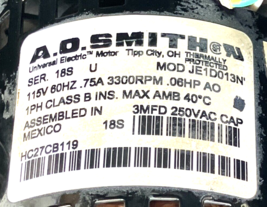 A.O.SMITH
Universal Electric™ Motor Tipp City, OH THERMALLY
PROTECTED
SER. 18S U MOD JE1D013N
115V 60HZ .75A 3300RPM .06HP AO
1PH CLASS B INS. MAX AMB 40°C
ASSEMBLED IN 3MFD 250VAC CAP
MEXICO 18S
HC27CB119